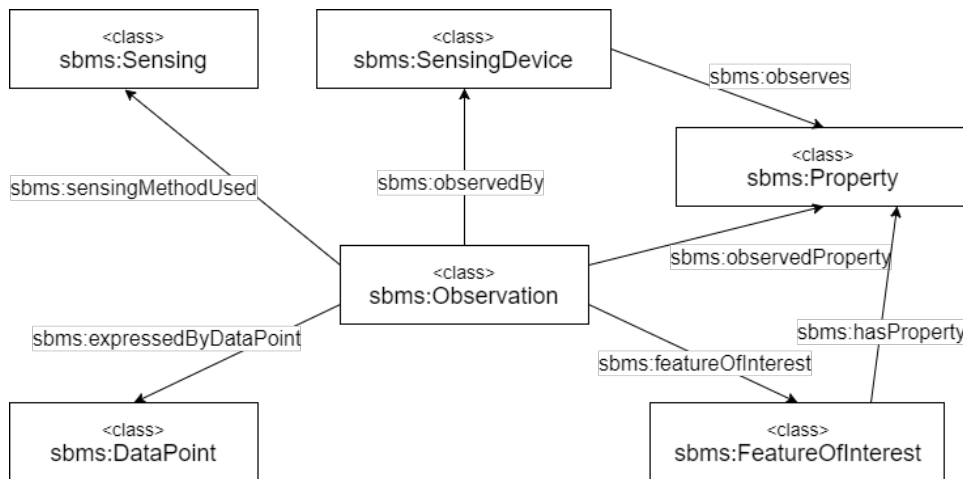 <class>
sbms:Sensing
<class>
sbms:SensingDevice
sbms:observes
<class>
sbms:Property
sbms:sensingMethodUsed
sbms:observedBy
sbms:observedProperty
<class>
sbms:Observation
sbms:expressedByDataPoint
sbms:hasProperty
sbms:featureOfInterest
<class>
sbms:DataPoint
<class>
sbms:FeatureOfInterest